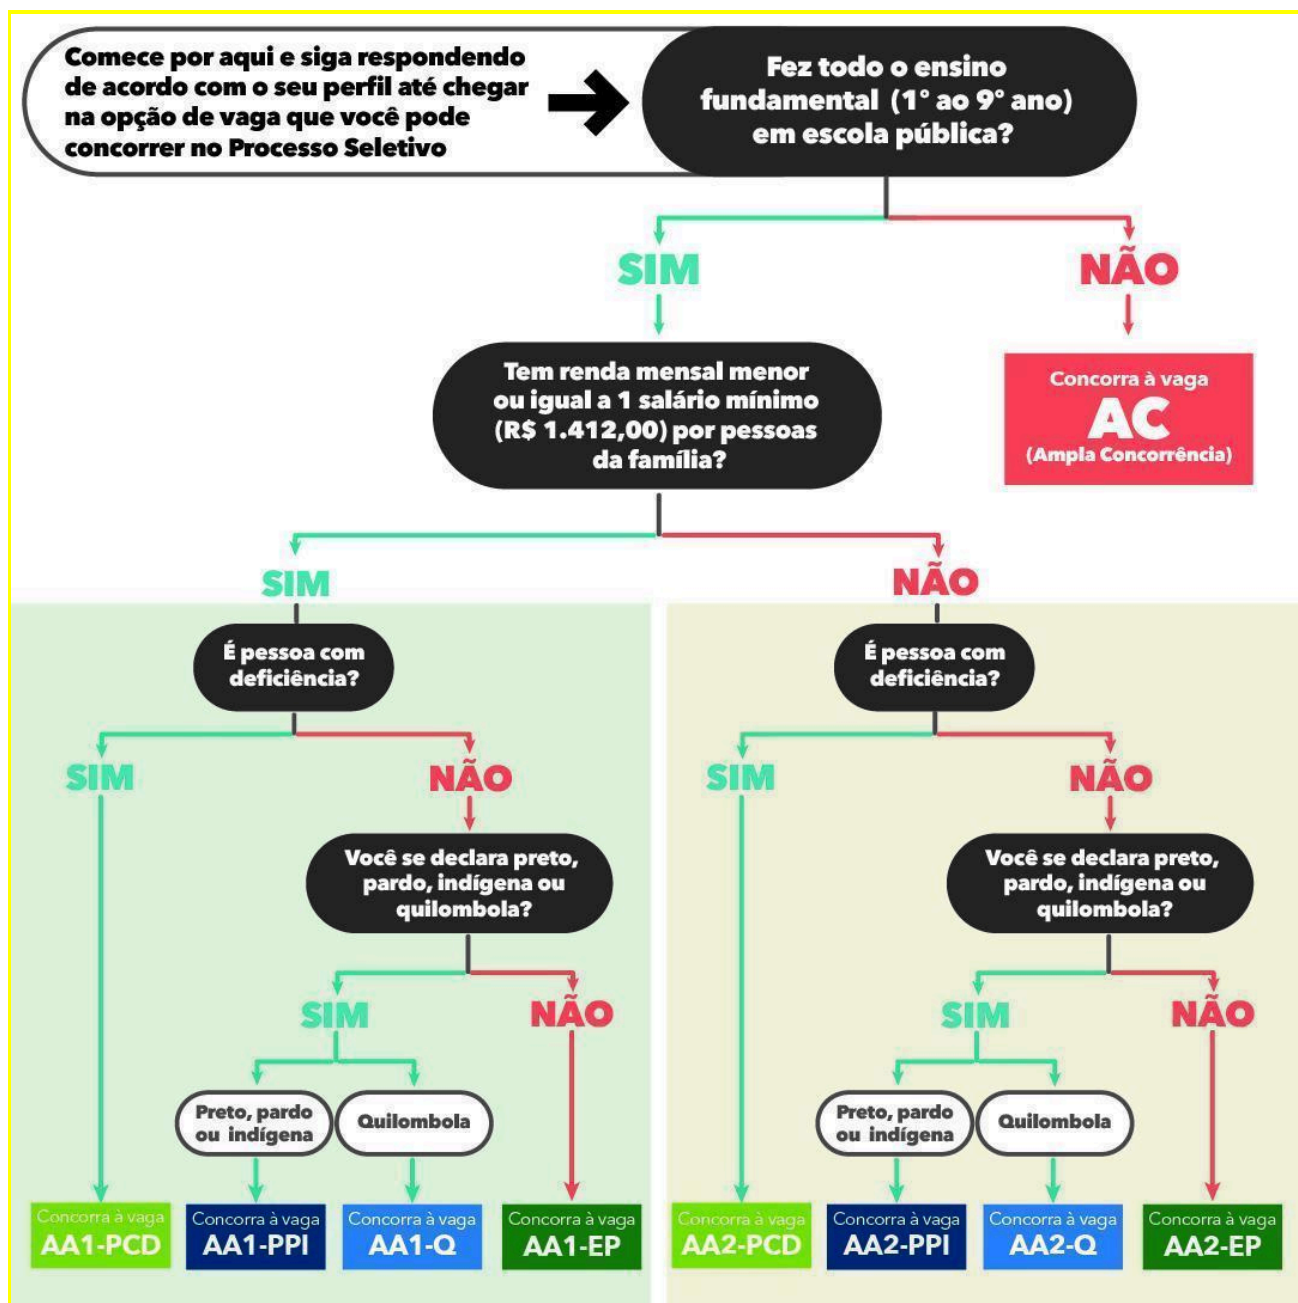 Comece por aqui e siga respondendo
de acordo com o seu perfil até chegar
na opção de vaga que você pode
concorrer no Processo Seletivo
Fez todo o ensino
fundamental (1º ao 9º ano)
em escola pública?
SIM
NÃO
Tem renda mensal menor
ou igual a 1 salário mínimo
(R$ 1.412,00) por pessoas
da família?
Concorra à vaga
AC
(Ampla Concorrência)
SIM
NÃO
É pessoa com
deficiência?
SIM
NÃO
Você se declara preto,
pardo, indígena ou
quilombola?
SIM
NÃO
Preto, pardo
ou indígena
Quilombola
Concorra à vaga
AA1-PCD
Concorra à vaga
AA1-PPI
Concorra à vaga
AA1-Q
Concorra à vaga
AA1-EP
É pessoa com
deficiência?
SIM
NÃO
Você se declara preto,
pardo, indígena ou
quilombola?
SIM
NÃO
Preto, pardo
ou indígena
Quilombola
Concorra à vaga
AA2-PCD
Concorra à vaga
AA2-PPI
Concorra à vaga
AA2-Q
Concorra à vaga
AA2-EP